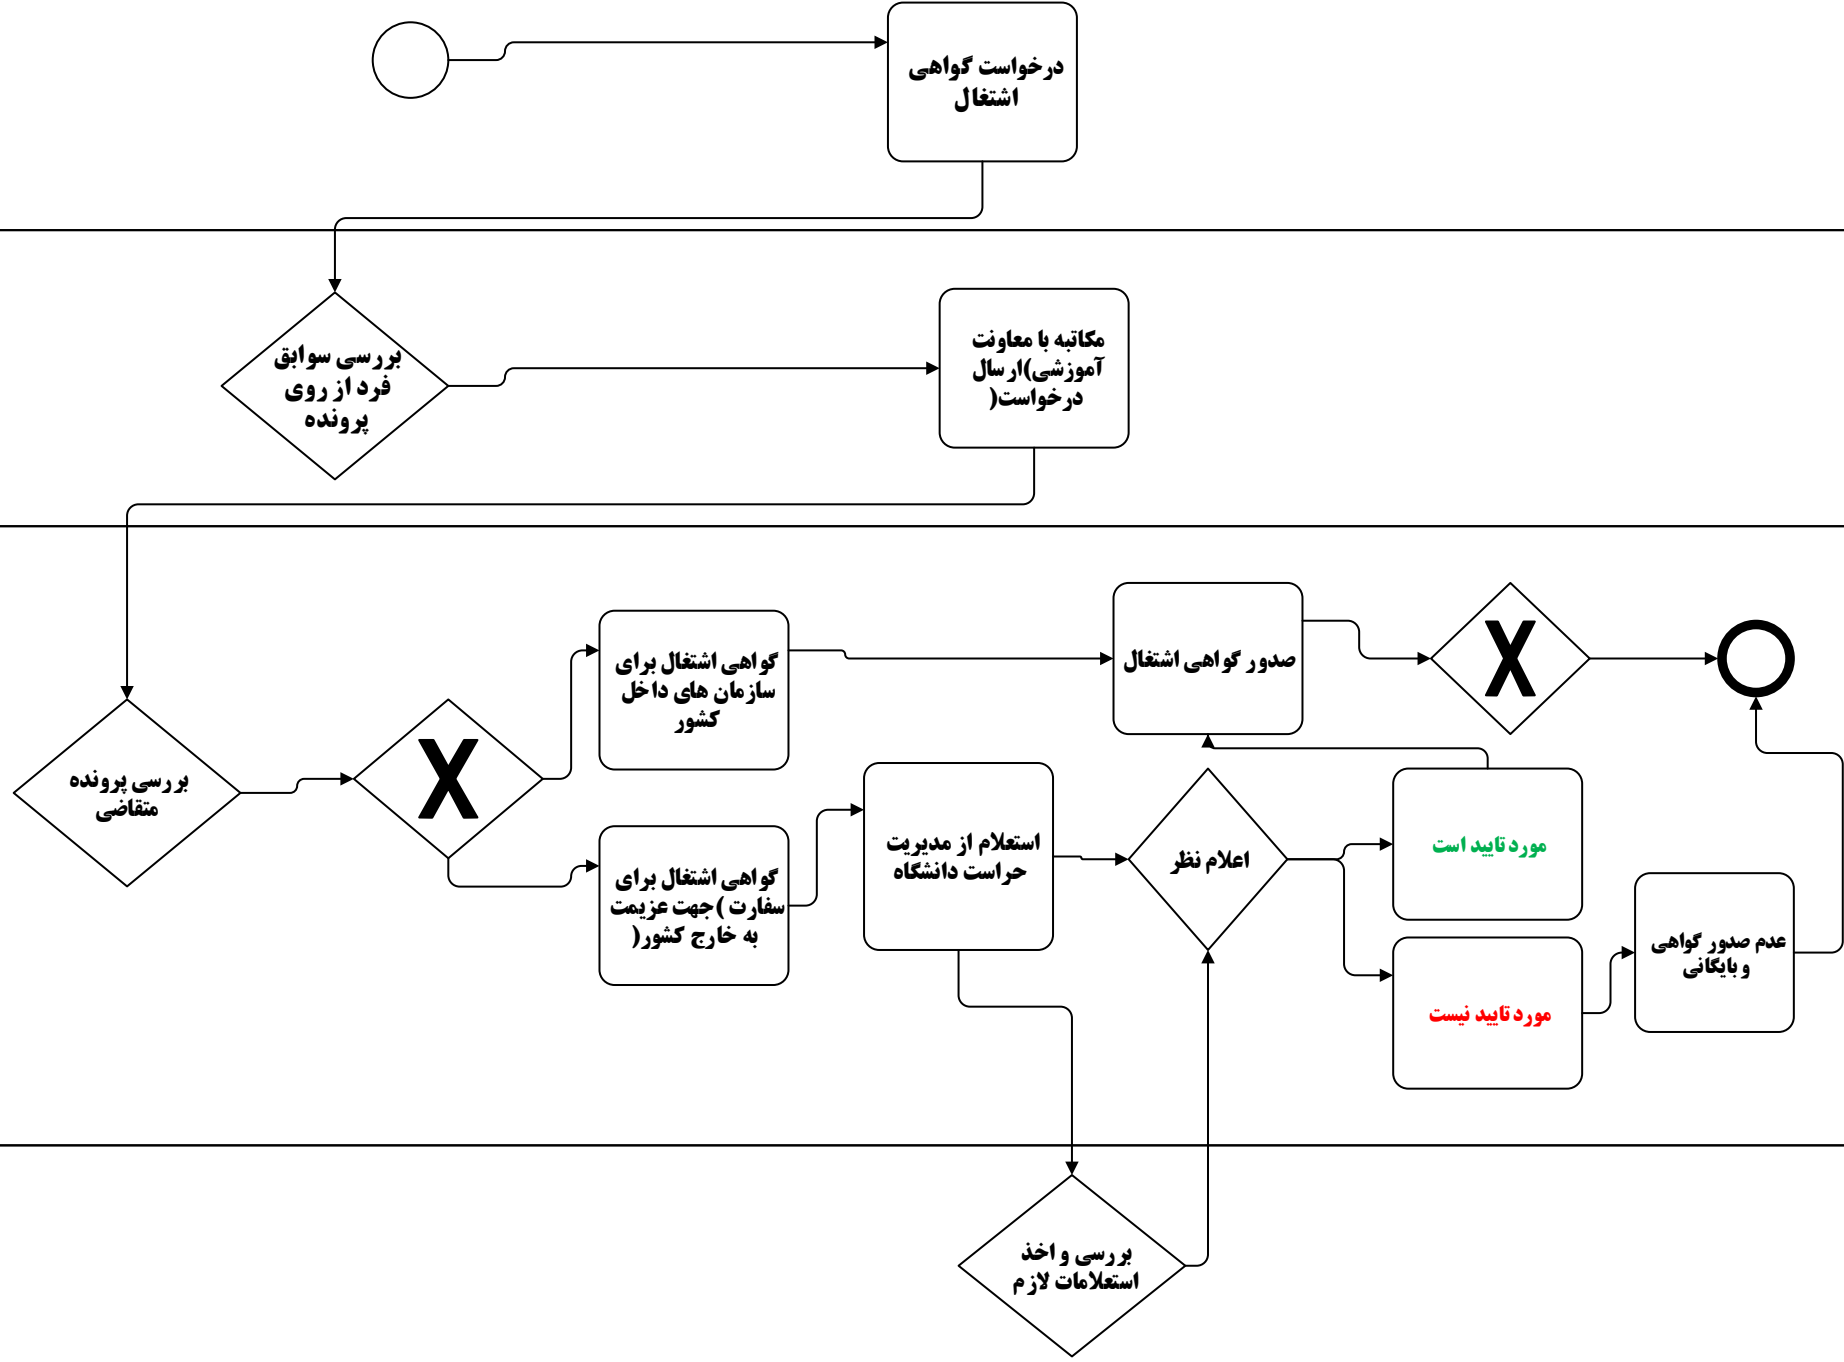 درخواست گواهی
اشتغال
بررسی سوابق
فرد از روی
پرونده
مکاتبه با معاونت
آموزشی)ارسال
درخواست(
بررسی پرونده
متقاضی
X
گواهی اشتغال برای
سازمان های داخل
کشور
گواهی اشتغال برای
سفارت )جهت عزیمت
به خارج کشور(
استعلام از مدیریت
حراست دانشگاه
اعلام نظر
صدور گواهی اشتغال
X
مورد تایید است
مورد تایید نیست
عدم صدور گواهی
و بایگانی
بررسی و اخذ
استعلامات لازم